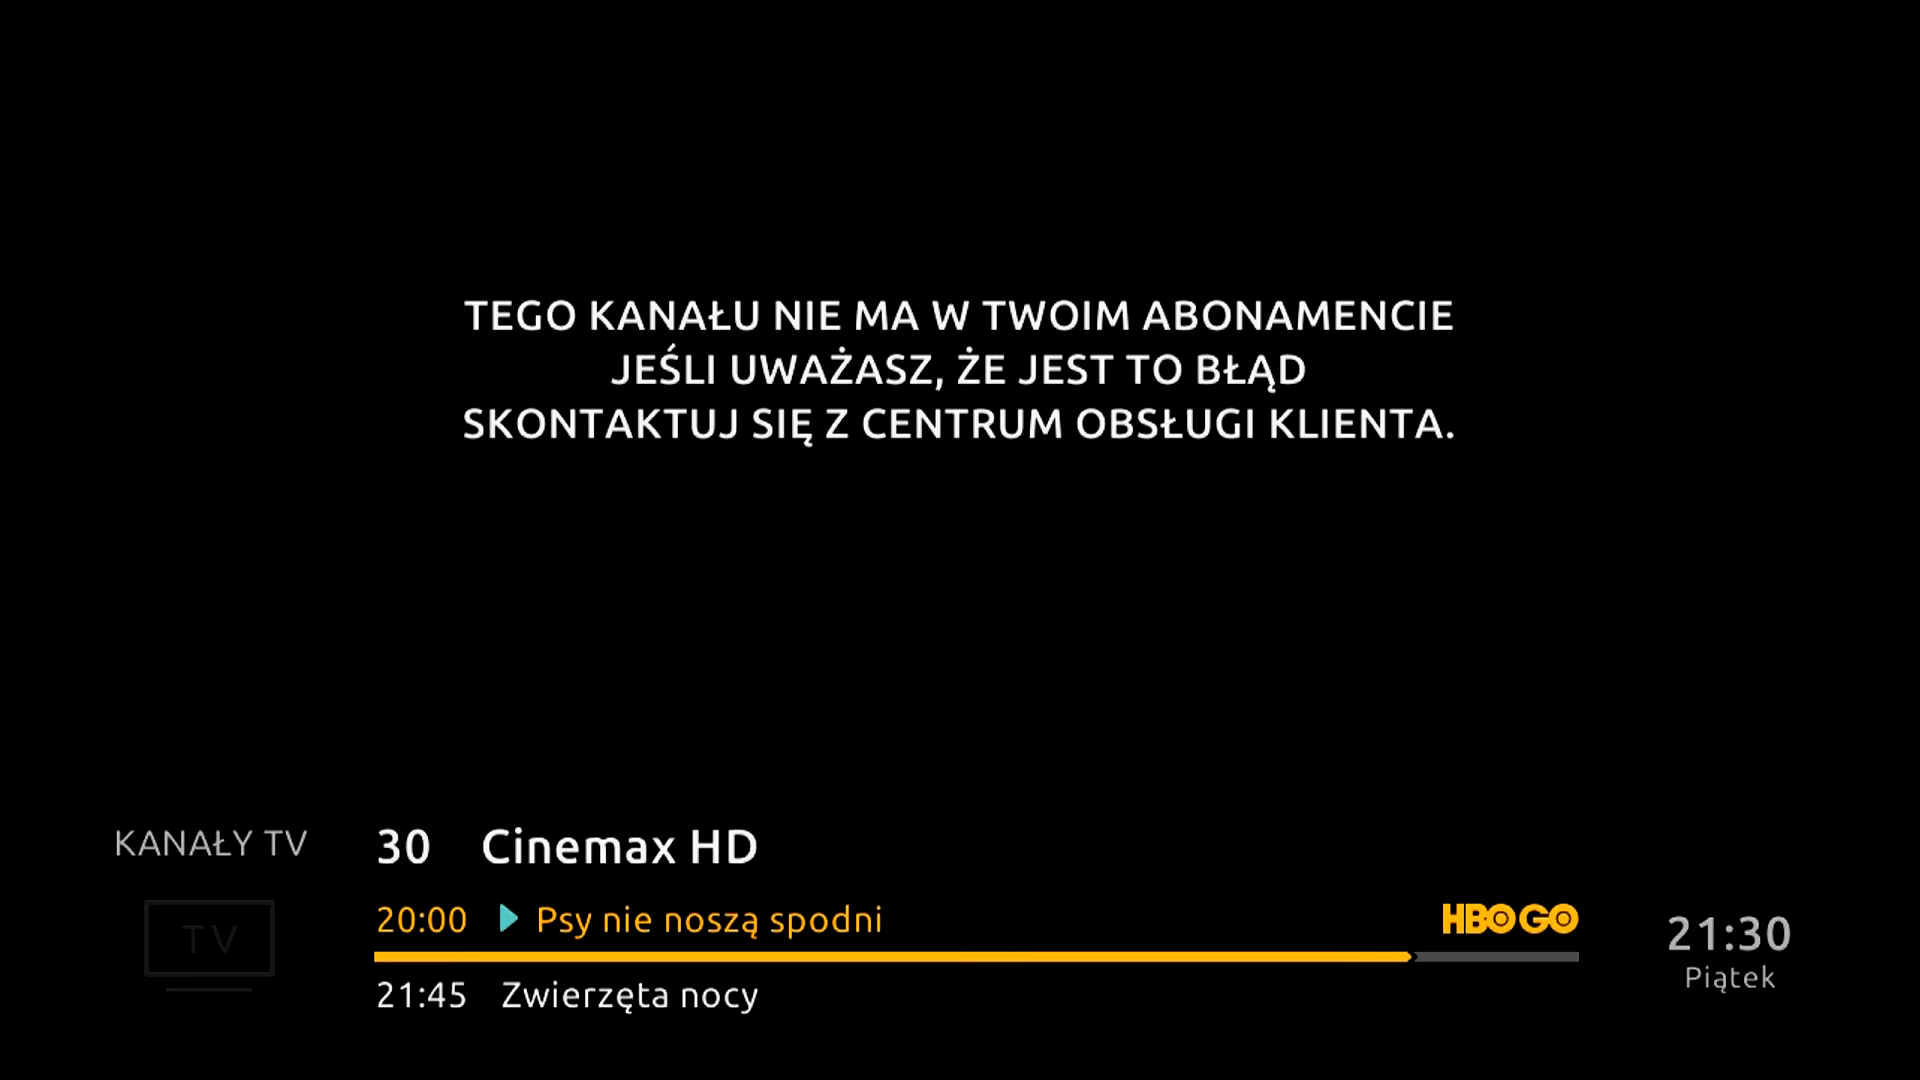 TEGO KANAŁU NIE MA W TWOIM ABONAMENCIE
JEŚLI UWAŻASZ, ŻE JEST TO BŁĄD
SKONTAKTUJ SIĘ Z CENTRUM OBSŁUGI KLIENTA.
KANAŁY TV
30 Cinemax HD
TV
20:00 Psy nie noszą spodni HBO GO
21:45 Zwierzęta nocy
21:30
Piątek